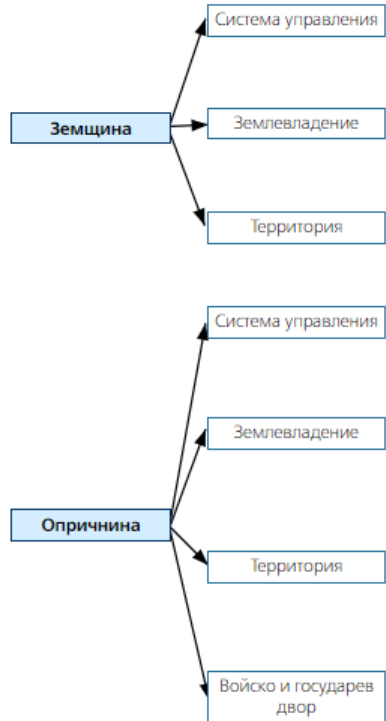 Система управления
Земщина
Землевладение
Территория
Система управления
Землевладение
Опричнина
Территория
Войско и государев
двор